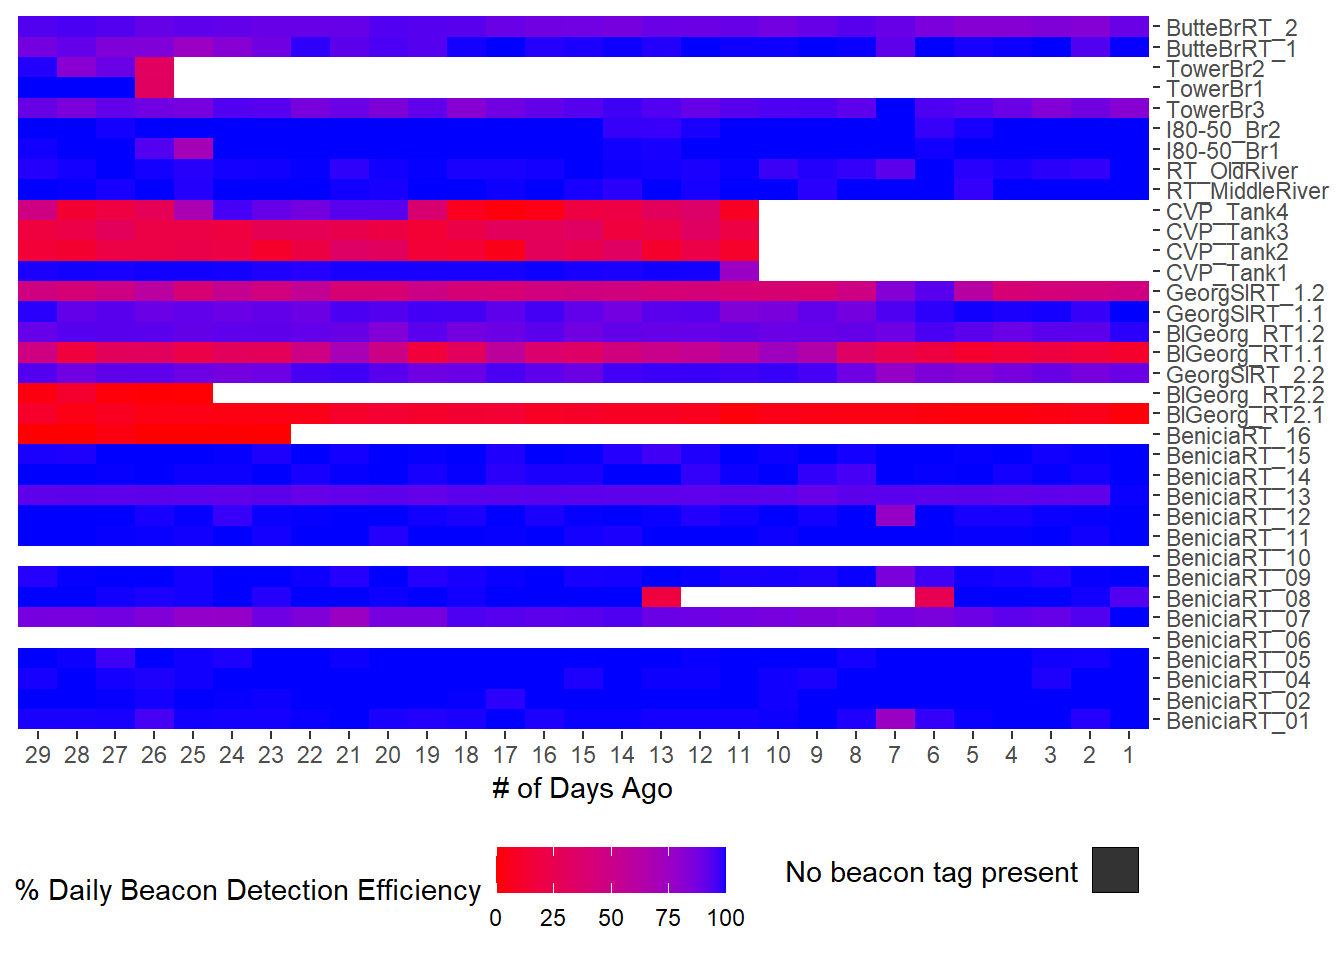 ButteBrRT_2
ButteBrRT_1
TowerBr2
TowerBr1
TowerBr3
I80-50_Br2
I80-50_Br1
RT_OldRiver
RT_MiddleRiver
CVP_Tank4
CVP_Tank3
CVP_Tank2
CVP_Tank1
GeorgSlRT_1.2
GeorgSlRT_1.1
BlGeorg_RT1.2
BlGeorg_RT1.1
GeorgSlRT_2.2
BlGeorg_RT2.2
BlGeorg_RT2.1
BeniciaRT_16
BeniciaRT_15
BeniciaRT_14
BeniciaRT_13
BeniciaRT_12
BeniciaRT_11
BeniciaRT_10
BeniciaRT_09
BeniciaRT_08
BeniciaRT_07
BeniciaRT_06
BeniciaRT_05
BeniciaRT_04
BeniciaRT_02
BeniciaRT_01
29 28 27 26 25 24 23 22 21 20 19 18 17 16 15 14 13 12 11 10 9 8 7 6 5 4 3 2 1
# of Days Ago
% Daily Beacon Detection Efficiency
0 25 50 75 100
No beacon tag present